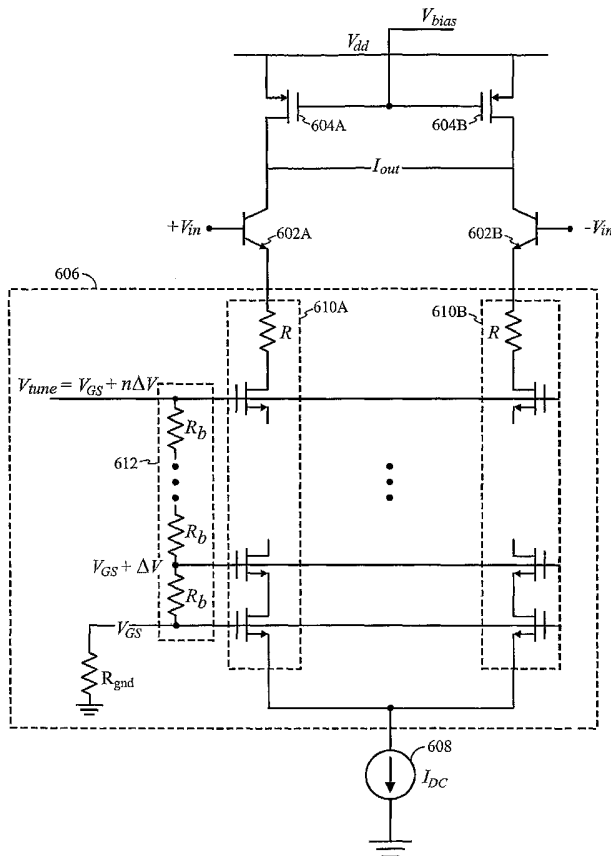 V_bias
V_dd
604A
604B
I_out
+V_in
602A
602B
-V_in
606
610A
610B
R
R
V_tune = V_GS + nΔV
R_b
612
R_b
V_GS + ΔV
R_b
V_GS
R_gnd
608
I_DC